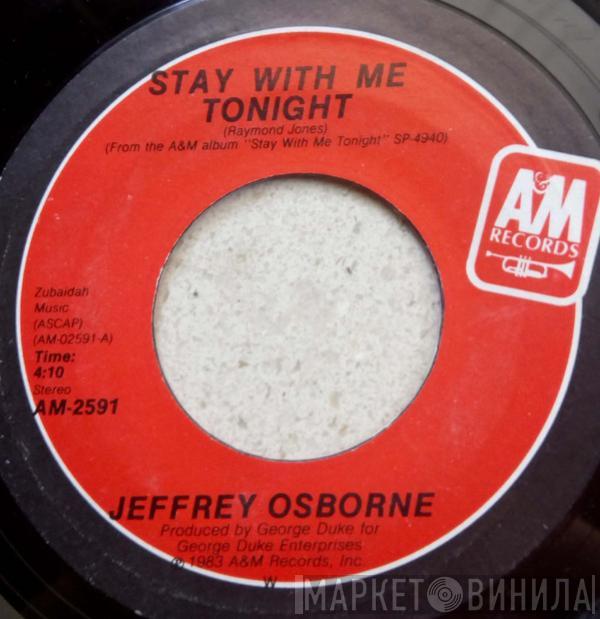 STAY WITH ME
TONIGHT
(Raymond Jones)
(From the A&M album "Stay With Me Tonight" SP-4940)
A&M
RECORDS
Zubaidah
Music
(ASCAP)
(AM-02591-A)
Time:
4:10
Stereo
AM-2591
JEFFREY OSBORNE
Produced by George Duke for
George Duke Enterprises
℗1983 A&M Records, Inc.
W
МАРКЕТ ВИНИЛА